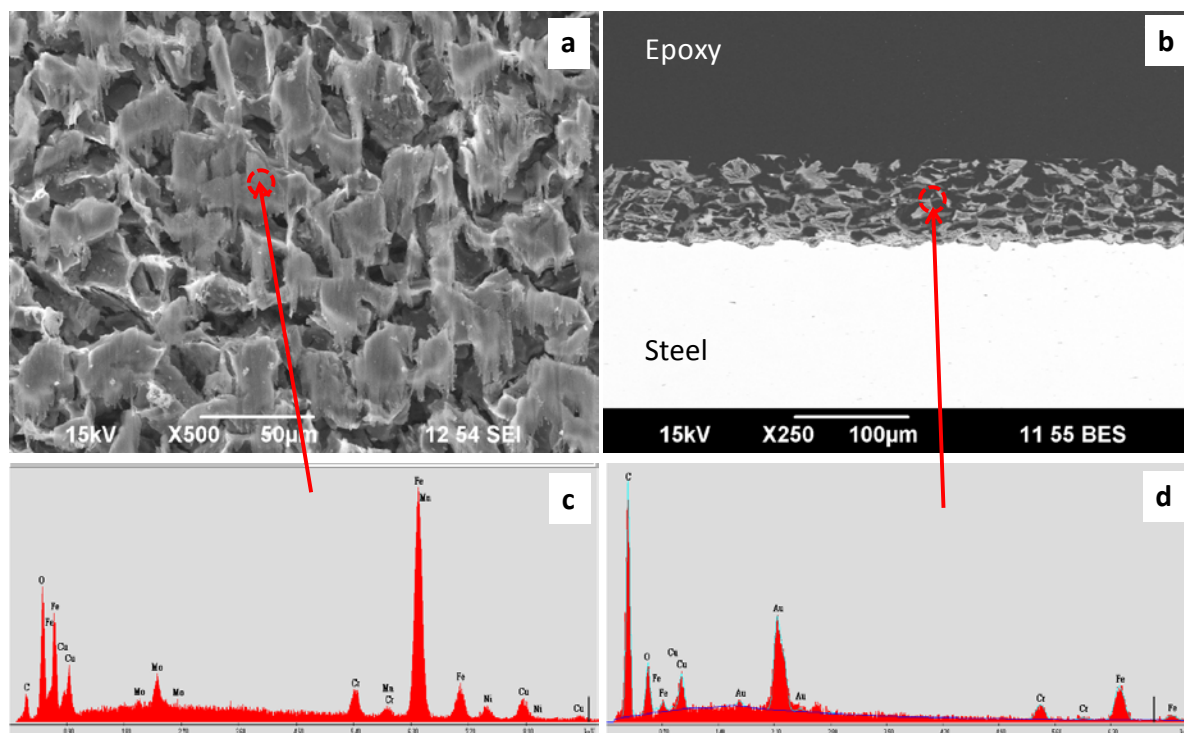 a
b
Epoxy
Steel
15kV X500 50µm 12 54 SEI
15kV X250 100µm 11 55 BES
c
d
Fe
Mn
O
Fe
Fe
Cu
Cu
C
Mo
Mo
Mo
Cr
Mn
Cr
Fe
Ni
Cu
Ni
Cu
C
O
Fe
Fe
Cu
Cu
Au
Au
Au
Cr
Cr
Fe
Fe